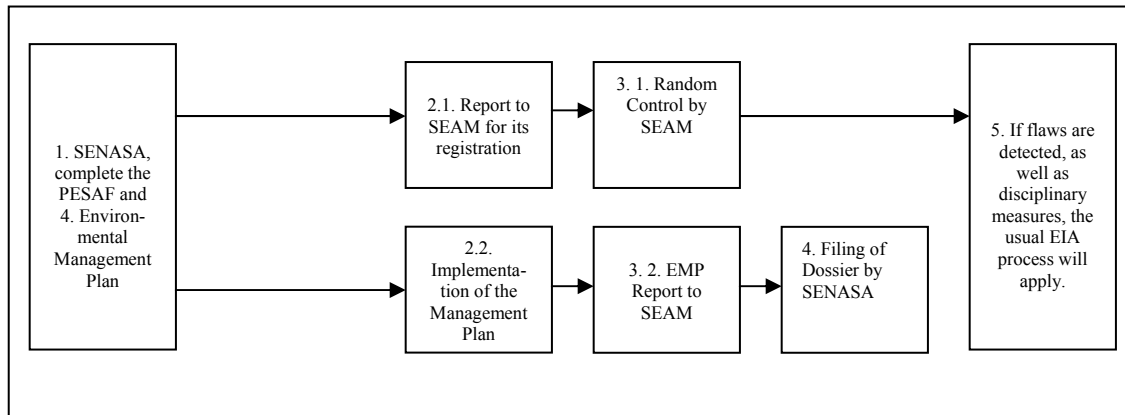 1. SENASA,
complete the
PESAF and
4. Environ-
mental
Management
Plan
2.1. Report to
SEAM for its
registration
3. 1. Random
Control by
SEAM
2.2.
Implementa-
tion of the
Management
Plan
3. 2. EMP
Report to
SEAM
4. Filing of
Dossier by
SENASA
5. If flaws are
detected, as
well as
disciplinary
measures, the
usual EIA
process will
apply.